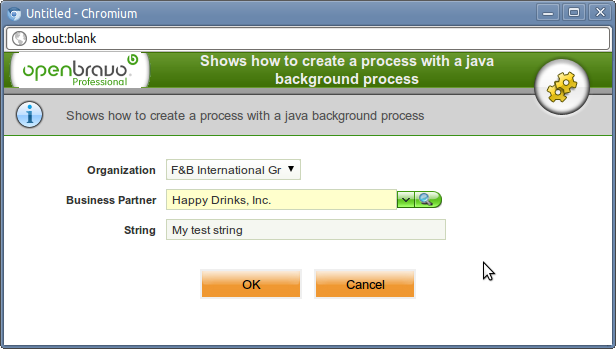 Untitled - Chromium
about:blank
openbravo
Professional
Shows how to create a process with a java
background process
Shows how to create a process with a java background process
Organization F&B International Gr
Business Partner Happy Drinks, Inc.
String My test string
OK Cancel